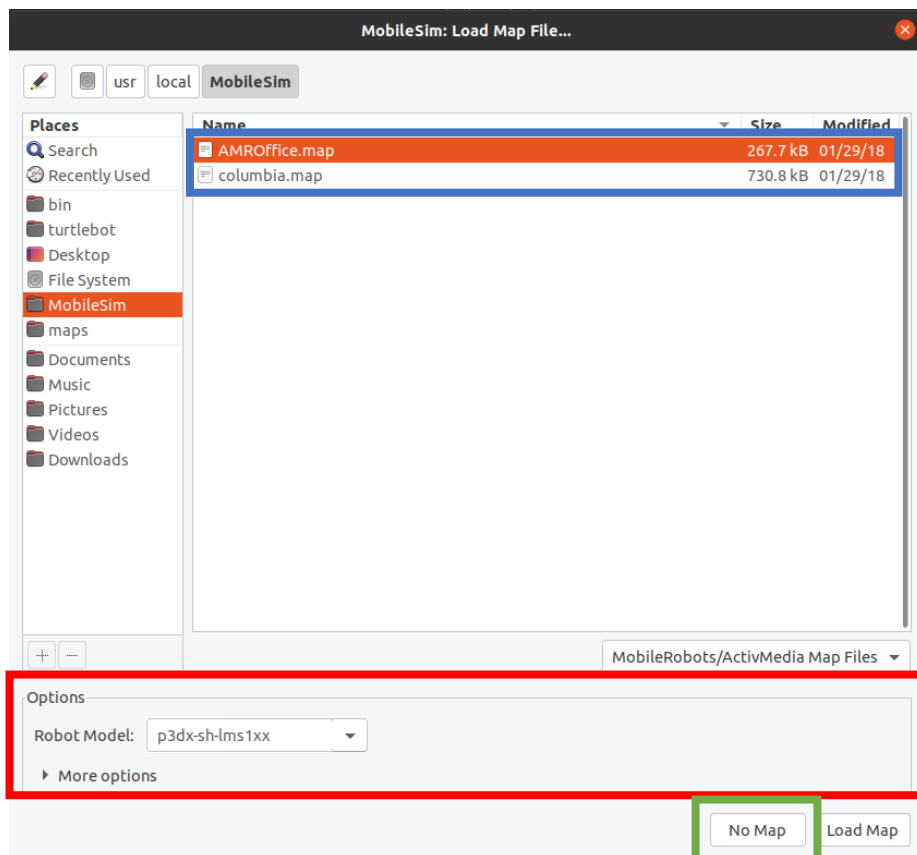 MobileSim: Load Map File...
usr local MobileSim
Places
Search
Recently Used
bin
turtlebot
Desktop
File System
MobileSim
maps
Documents
Music
Pictures
Videos
Downloads
Name Size Modified
AMROffice.map 267.7 kB 01/29/18
columbia.map 730.8 kB 01/29/18
MobileRobots/ActivMedia Map Files
Options
Robot Model: p3dx-sh-lms1xx
More options
No Map Load Map